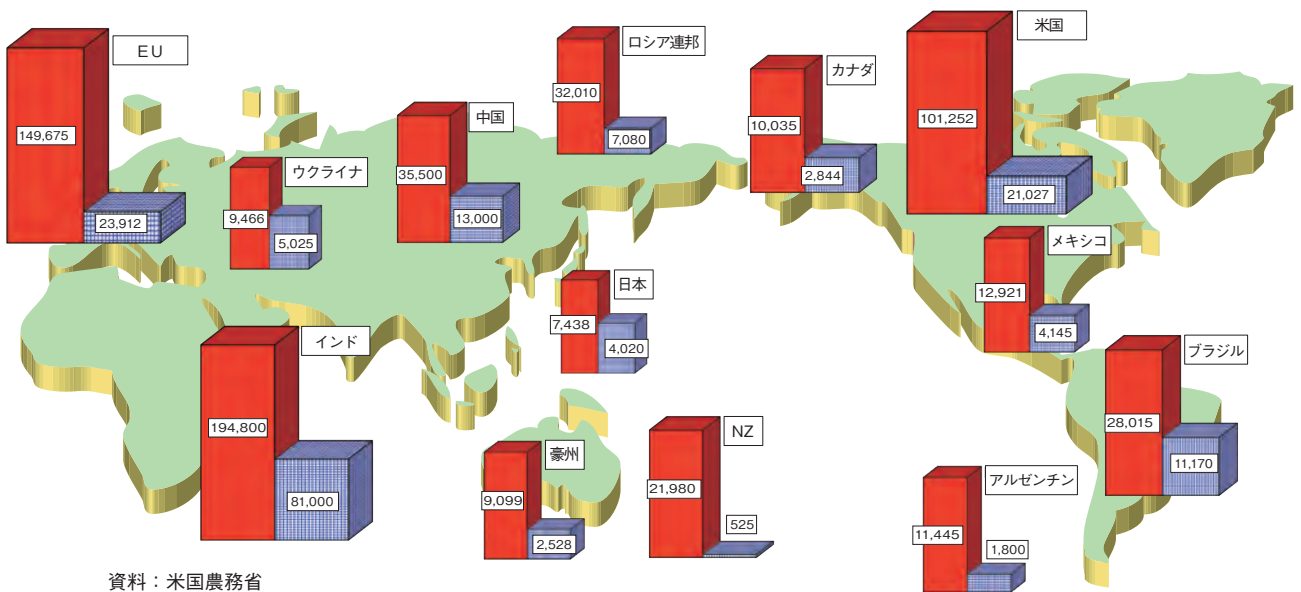 EU
149,675
23,912
ウクライナ
9,466
5,025
中国
35,500
13,000
ロシア連邦
32,010
7,080
カナダ
10,035
2,844
米国
101,252
21,027
メキシコ
12,921
4,145
日本
7,438
4,020
インド
194,800
81,000
豪州
9,099
2,528
NZ
21,980
525
ブラジル
28,015
11,170
アルゼンチン
11,445
1,800
資料：米国農務省